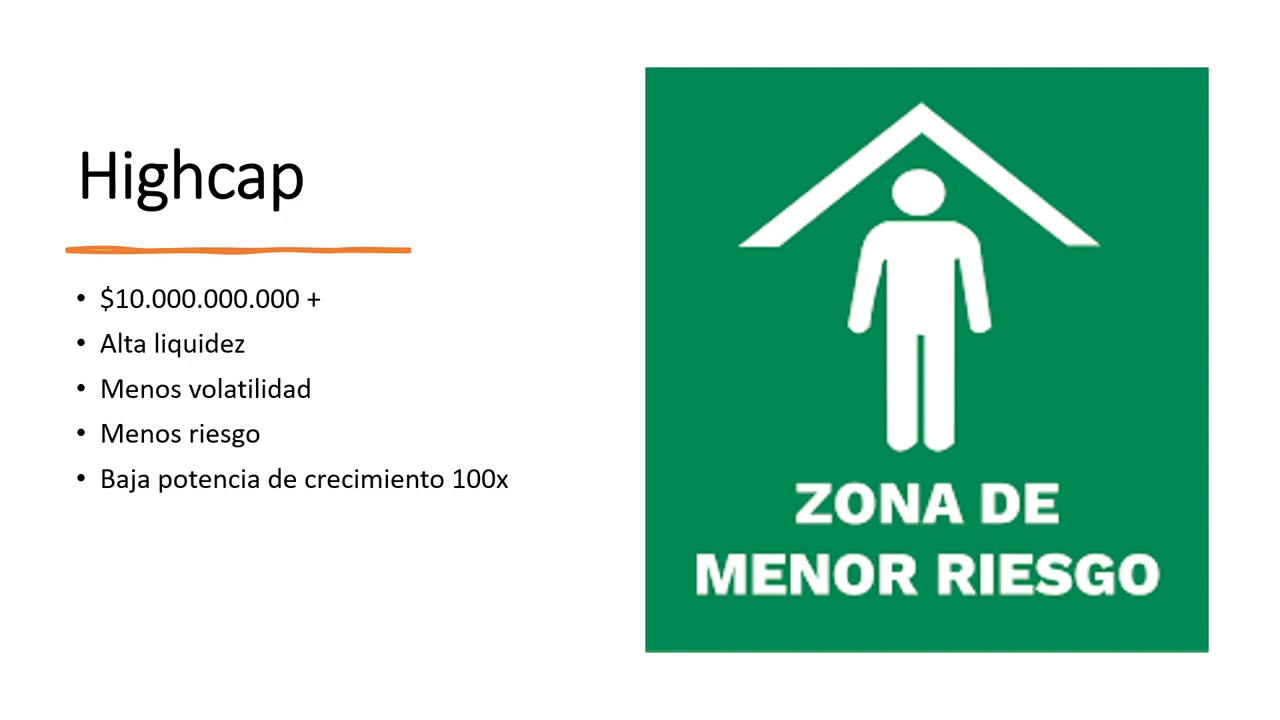 Highcap
• $10.000.000.000 +
• Alta liquidez
• Menos volatilidad
• Menos riesgo
• Baja potencia de crecimiento 100x
ZONA DE
MENOR RIESGO